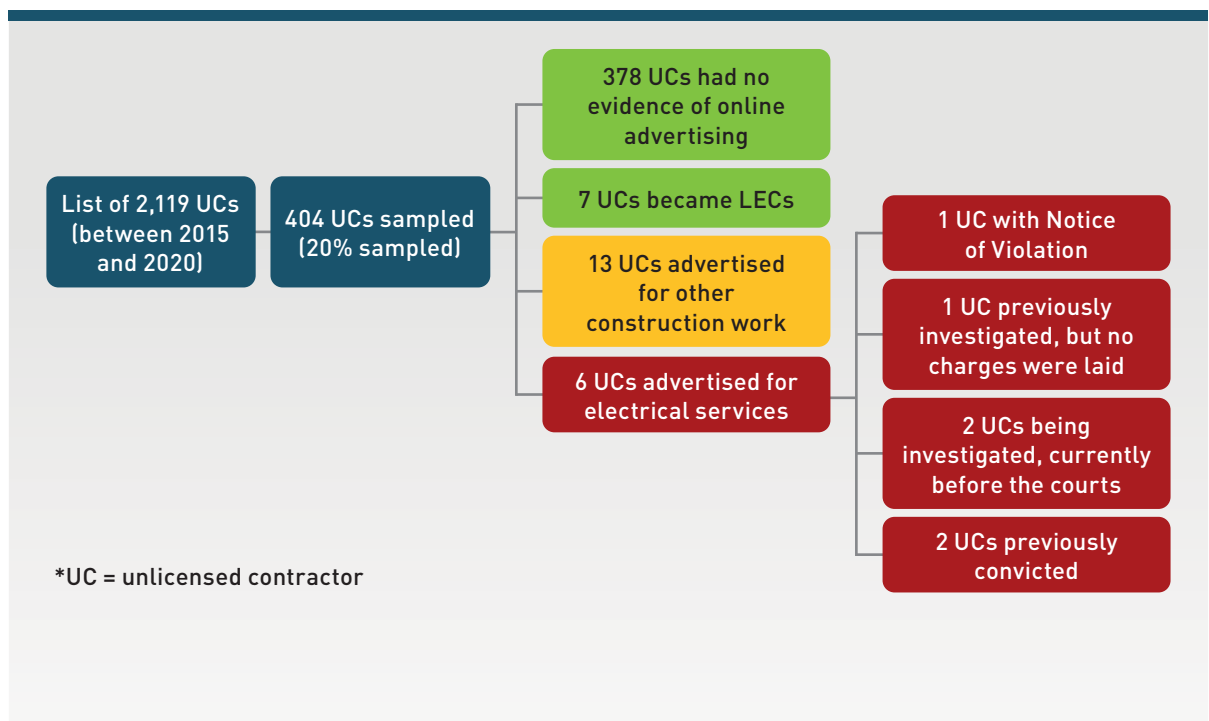 List of 2,119 UCs
(between 2015
and 2020)
404 UCs sampled
(20% sampled)
378 UCs had no
evidence of online
advertising
7 UCs became LECs
13 UCs advertised
for other
construction work
6 UCs advertised for
electrical services
1 UC with Notice
of Violation
1 UC previously
investigated, but no
charges were laid
2 UCs being
investigated, currently
before the courts
2 UCs previously
convicted
*UC = unlicensed contractor